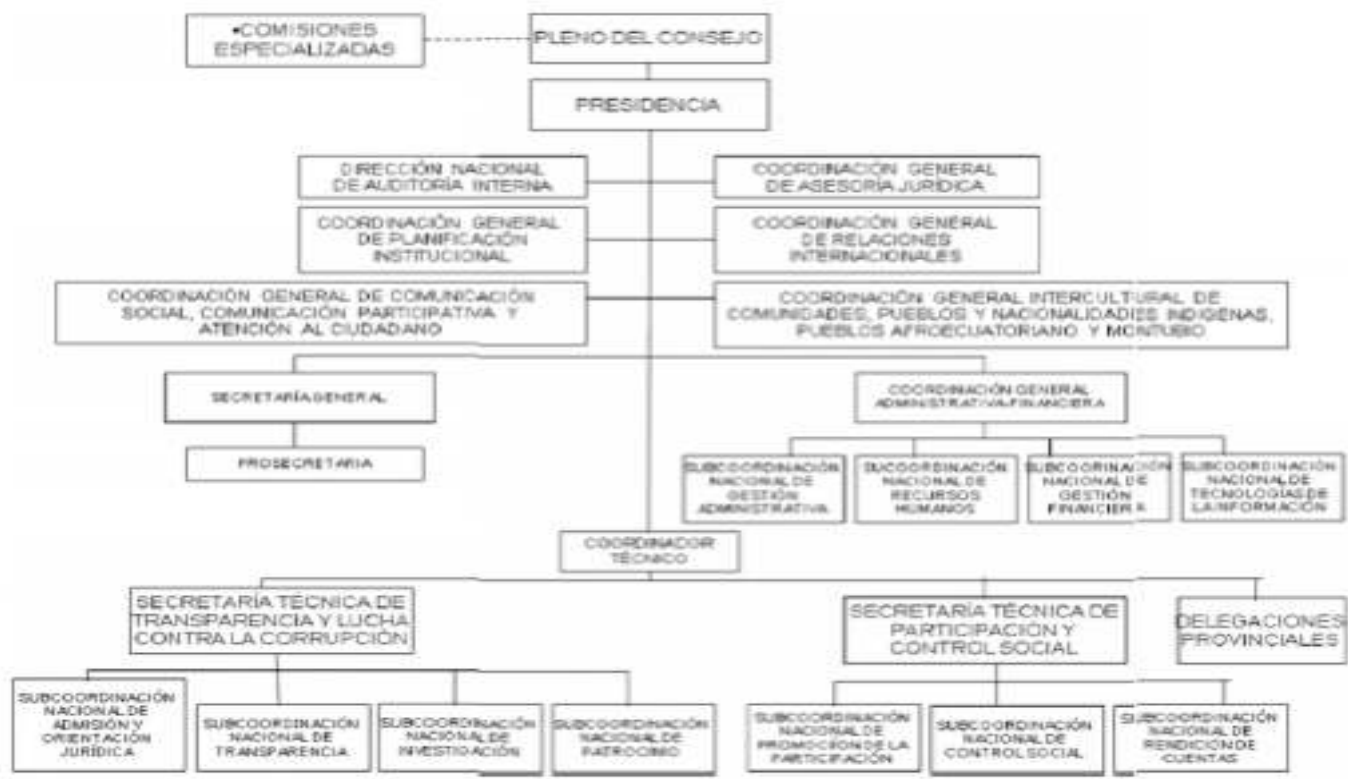 •COMISIONES
ESPECIALIZADAS
PLENO DEL CONSEJO
PRESIDENCIA
DIRECCIÓN NACIONAL
DE AUDITORÍA INTERNA
COORDINACIÓN GENERAL
DE ASESORÍA JURÍDICA
COORDINACIÓN GENERAL
DE PLANIFICACIÓN
INSTITUCIONAL
COORDINACIÓN GENERAL
DE RELACIONES
INTERNACIONALES
COORDINACIÓN GENERAL DE COMUNICACIÓN
SOCIAL, COMUNICACIÓN PARTICIPATIVA Y
ATENCIÓN AL CIUDADANO
COORDINACIÓN GENERAL INTERCULTURAL DE
COMUNIDADES, PUEBLOS Y NACIONALIDADES INDIGENAS,
PUEBLOS AFROECUATORIANO Y MONTUBIO
SECRETARÍA GENERAL
COORDINACIÓN GENERAL
ADMINISTRATIVA-FINANCIERA
PROSECRETARIA
SUBCOORDINACIÓN
NACIONAL DE
GESTIÓN
ADMINISTRATIVA
SUCOORDINACIÓN
NACIONAL DE
RECURSOS
HUMANOS
SUBCOORINACIÓN
NACIONAL DE
GESTIÓN
FINANCIERA
SUBCOORDINACIÓN
NACIONAL DE
TECNOLOGÍAS DE
LA INFORMACIÓN
COORDINADOR
TÉCNICO
SECRETARÍA TÉCNICA DE
TRANSPARENCIA Y LUCHA
CONTRA LA CORRUPCIÓN
SECRETARÍA TÉCNICA DE
PARTICIPACIÓN Y
CONTROL SOCIAL
DELEGACIONES
PROVINCIALES
SUBCOORDINACIÓN
NACIONAL DE
ADMISIÓN Y
ORIENTACIÓN
JURÍDICA
SUBCOORDINACIÓN
NACIONAL DE
TRANSPARENCIA
SUBCOORDINACIÓN
NACIONAL DE
INVESTIGACIÓN
SUBCOORDINACIÓN
NACIONAL DE
PATROCINIO
SUBCOORDINACIÓN
NACIONAL DE
PROMOCIÓN DE LA
PARTICIPACIÓN
SUBCOORDINACIÓN
NACIONAL DE
CONTROL SOCIAL
SUBCOORDINACIÓN
NACIONAL DE
RENDICIÓN DE
CUENTAS